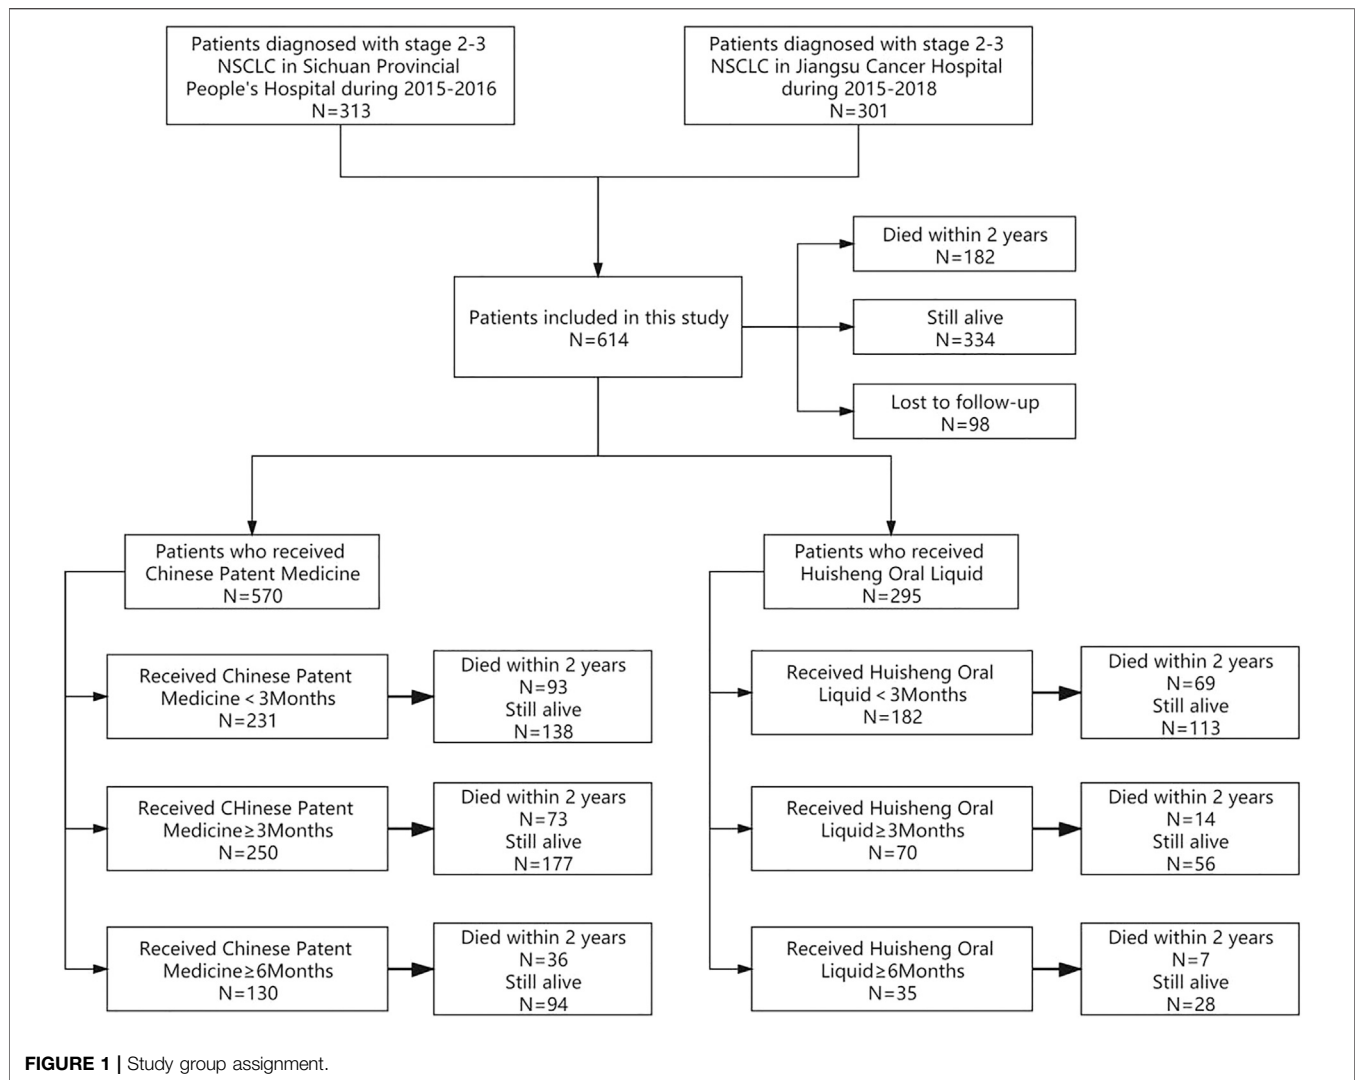 Patients diagnosed with stage 2-3
NSCLC in Sichuan Provincial
People's Hospital during 2015-2016
N=313
Patients diagnosed with stage 2-3
NSCLC in Jiangsu Cancer Hospital
during 2015-2018
N=301
Died within 2 years
N=182
Patients included in this study
N=614
Still alive
N=334
Lost to follow-up
N=98
Patients who received
Chinese Patent Medicine
N=570
Patients who received
Huisheng Oral Liquid
N=295
Received Chinese Patent
Medicine < 3Months
N=231
Died within 2 years
N=93
Still alive
N=138
Received Huisheng Oral
Liquid < 3Months
N=182
Died within 2 years
N=69
Still alive
N=113
Received CHinese Patent
Medicine≥3Months
N=250
Died within 2 years
N=73
Still alive
N=177
Received Huisheng Oral
Liquid≥3Months
N=70
Died within 2 years
N=14
Still alive
N=56
Received Chinese Patent
Medicine≥6Months
N=130
Died within 2 years
N=36
Still alive
N=94
Received Huisheng Oral
Liquid≥6Months
N=35
Died within 2 years
N=7
Still alive
N=28
FIGURE 1 | Study group assignment.